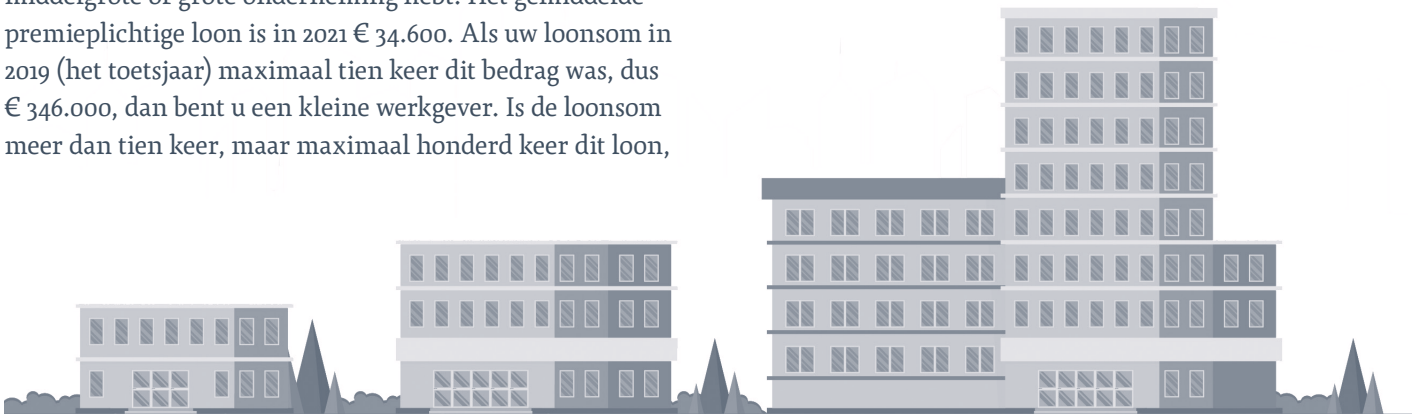 middelgrote of grote onderneming hebt? Het gemiddelde
premieplichtige loon is in 2021 € 34.600. Als uw loonsom in
2019 (het toetsjaar) maximaal tien keer dit bedrag was, dus
€ 346.000, dan bent u een kleine werkgever. Is de loonsom
meer dan tien keer, maar maximaal honderd keer dit loon,